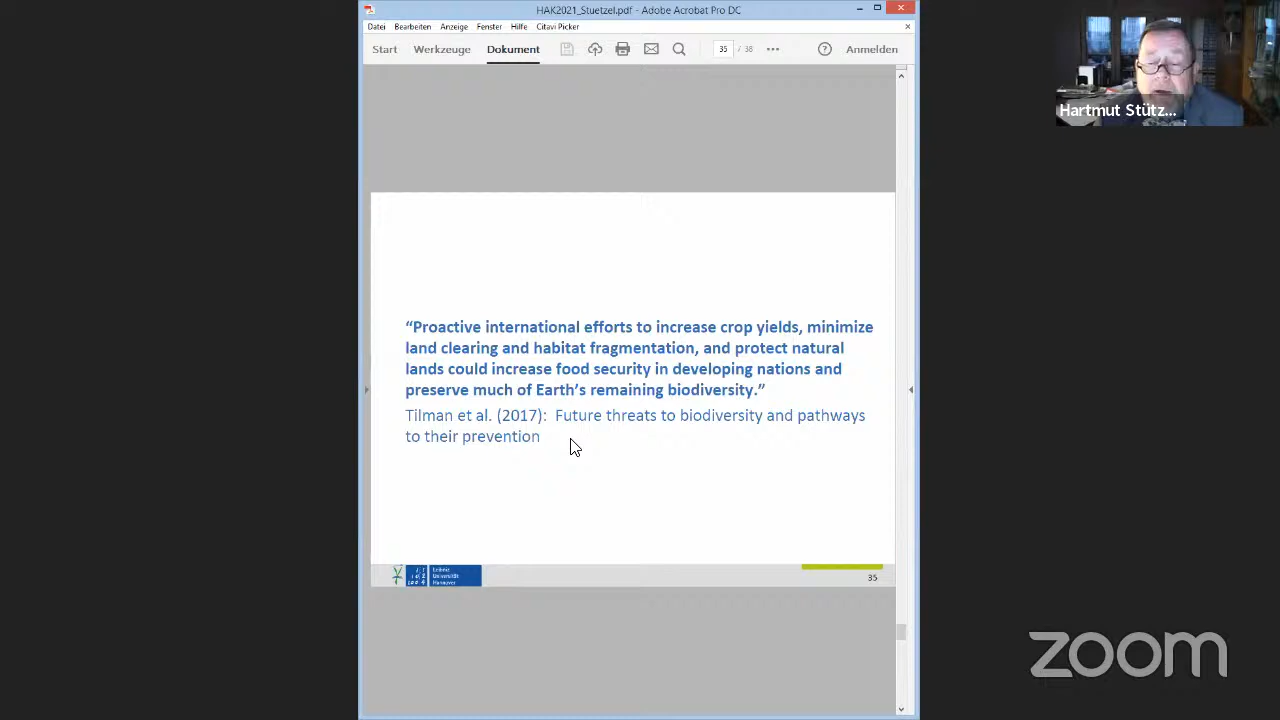 HAK2021_Stuetzel.pdf - Adobe Acrobat Pro DC
Datei Bearbeiten Anzeige Fenster Hilfe Citavi Picker
Start Werkzeuge Dokument 35 / 38 Anmelden
Hartmut Stütz...
“Proactive international efforts to increase crop yields, minimize
land clearing and habitat fragmentation, and protect natural
lands could increase food security in developing nations and
preserve much of Earth’s remaining biodiversity.”
Tilman et al. (2017): Future threats to biodiversity and pathways
to their prevention
Leibniz
Universität
Hannover
35
zoom